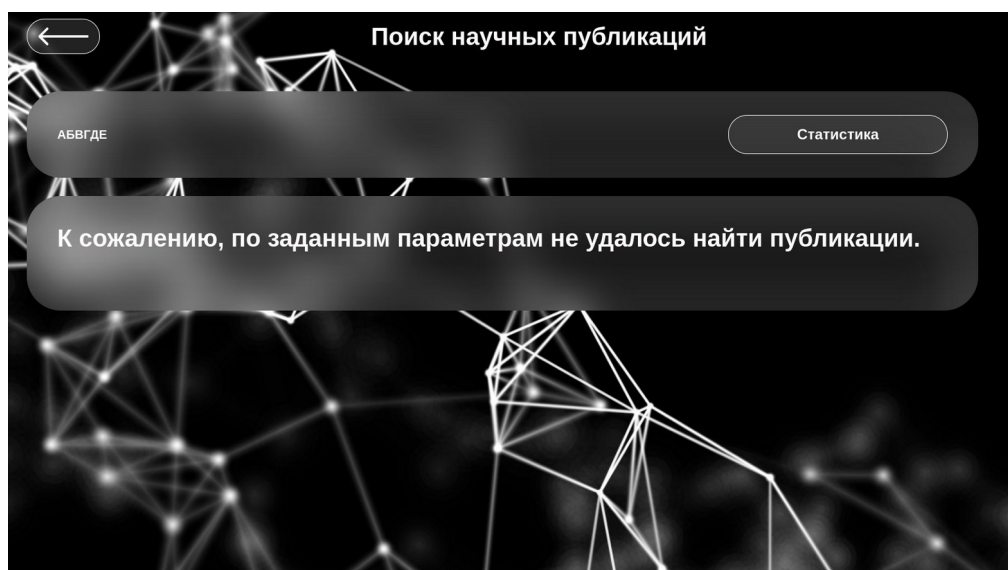 Поиск научных публикаций
АБВГДЕ
Статистика
К сожалению, по заданным параметрам не удалось найти публикации.